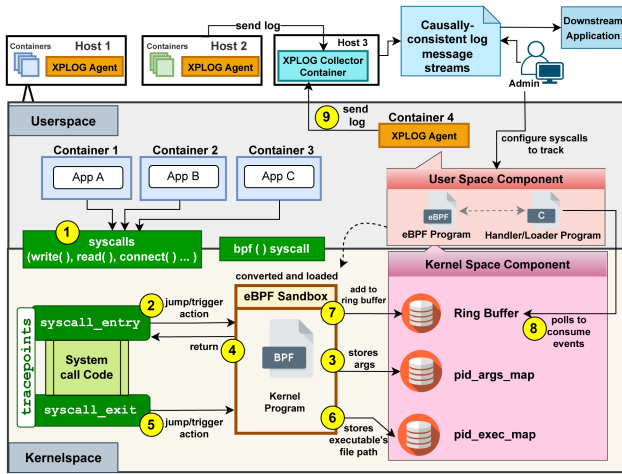 Containers
Host 1
XPLOG Agent
send log
Containers
Host 2
XPLOG Agent
Host 3
XPLOG Collector
Container
Causally-
consistent log
message
streams
Downstream
Application
Admin
9
send
log
Container 4
XPLOG Agent
configure syscalls
to track
Userspace
Container 1
App A
Container 2
App B
Container 3
App C
User Space Component
eBPF
eBPF Program
C
Handler/Loader Program
1
syscalls
(write( ), read( ), connect( ) ... )
bpf ( ) syscall
converted and loaded
Kernel Space Component
tracepoints
syscall_entry
System
call Code
syscall_exit
2
jump/trigger
action
return
4
5
jump/trigger
action
eBPF Sandbox
BPF
Kernel
Program
add to
ring buffer
7
3
stores
args
6
stores
executable's
file path
Ring Buffer
8
polls to
consume
events
pid_args_map
pid_exec_map
Kernelspace